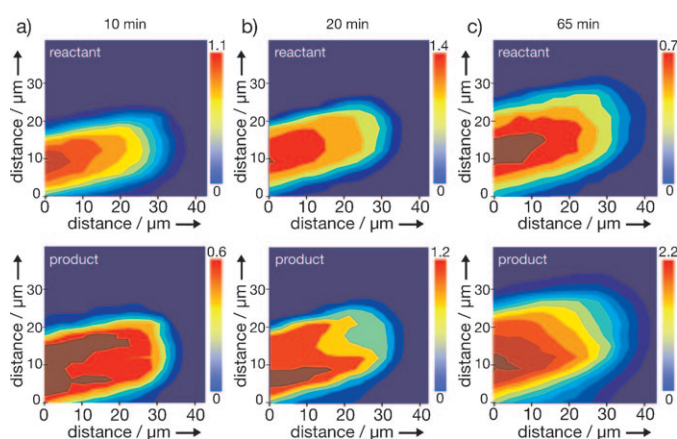 a) 10 min
b) 20 min
c) 65 min
reactant 1.1
reactant 1.4
reactant 0.7
distance / µm →
30
20
10
0
0
0 10 20 30 40
distance / µm →
distance / µm →
30
20
10
0
0
0 10 20 30 40
distance / µm →
distance / µm →
30
20
10
0
0
0 10 20 30 40
distance / µm →
product 0.6
product 1.2
product 2.2
distance / µm →
30
20
10
0
0
0 10 20 30 40
distance / µm →
distance / µm →
30
20
10
0
0
0 10 20 30 40
distance / µm →
distance / µm →
30
20
10
0
0
0 10 20 30 40
distance / µm →